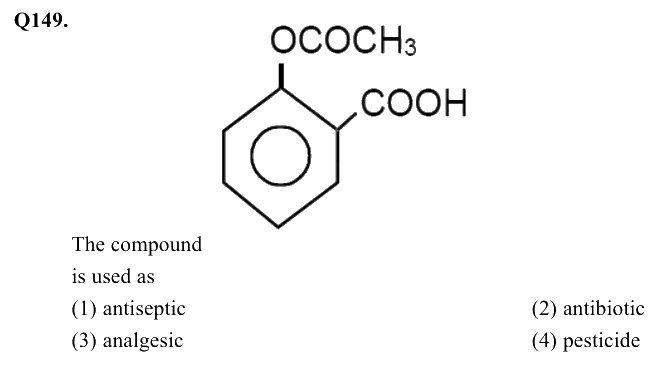 Q149.
OCOCH3
COOH
The compound
is used as
(1) antiseptic (2) antibiotic
(3) analgesic (4) pesticide